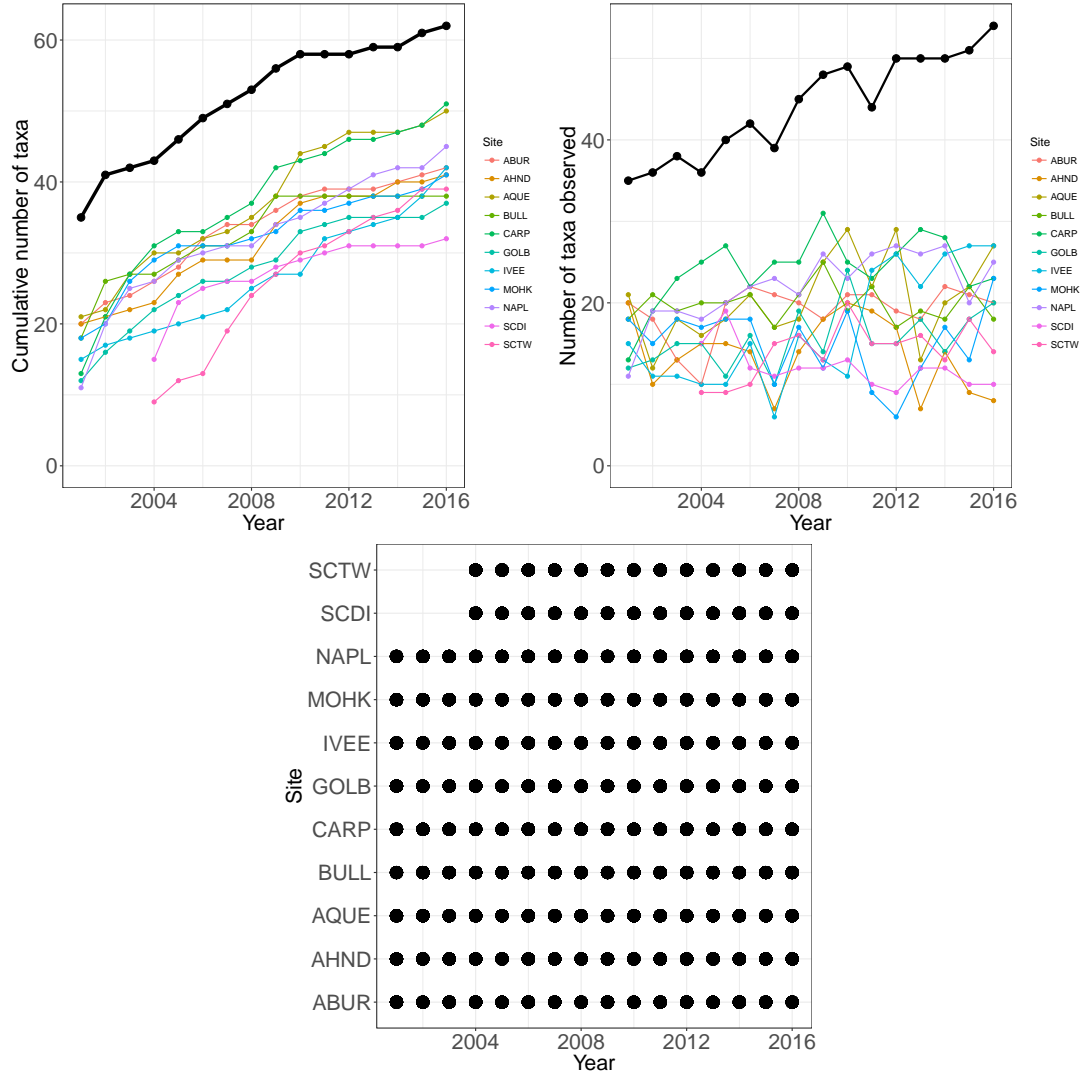 Cumulative number of taxa
60
40
20
0
2004 2008 2012 2016
Year
Site
ABUR
AHND
AQUE
BULL
CARP
GOLB
IVEE
MOHK
NAPL
SCDI
SCTW
Number of taxa observed
40
20
0
2004 2008 2012 2016
Year
Site
ABUR
AHND
AQUE
BULL
CARP
GOLB
IVEE
MOHK
NAPL
SCDI
SCTW
Site
SCTW
SCDI
NAPL
MOHK
IVEE
GOLB
CARP
BULL
AQUE
AHND
ABUR
2004 2008 2012 2016
Year